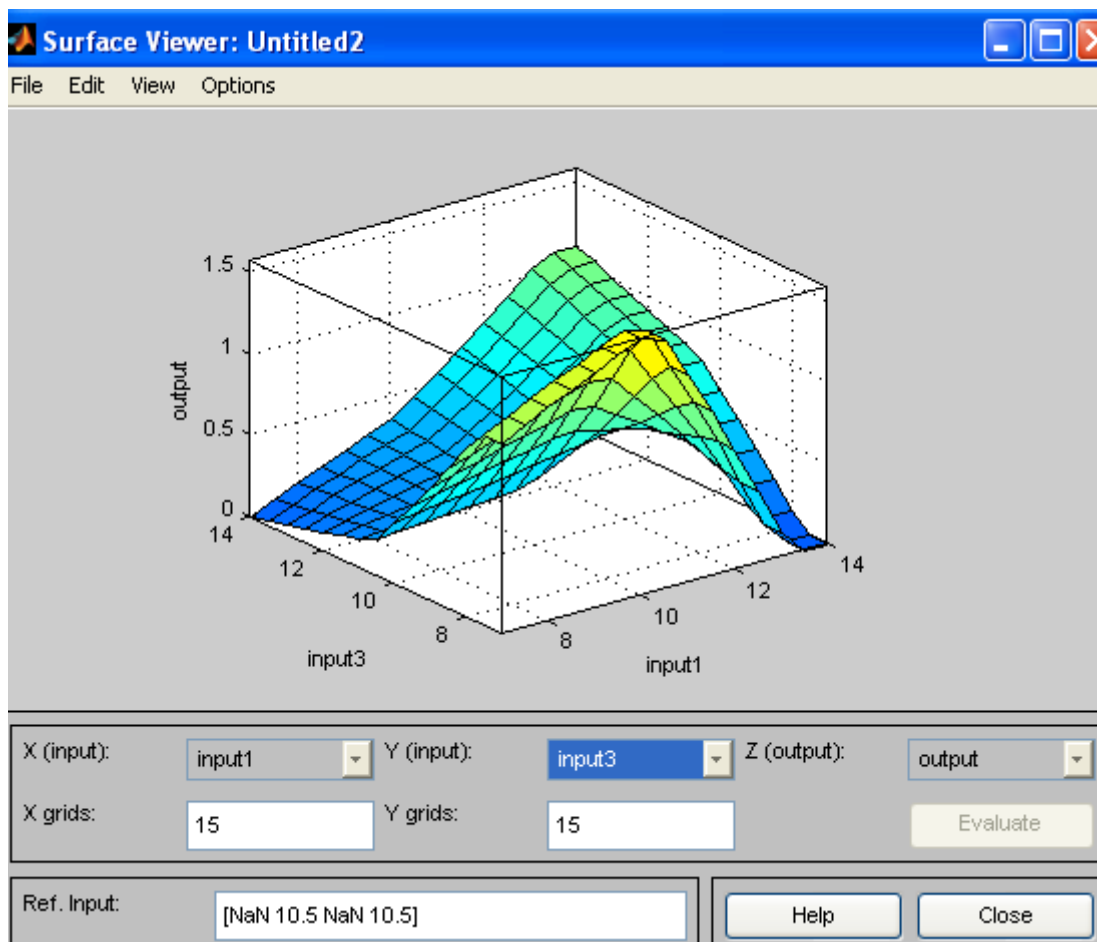 Surface Viewer: Untitled2
File Edit View Options
1.5
1
0.5
0
output
14
12
10
8
input3
8
10
12
14
input1
X (input): input1 Y (input): input3 Z (output): output
X grids: 15 Y grids: 15 Evaluate
Ref. Input: [NaN 10.5 NaN 10.5] Help Close